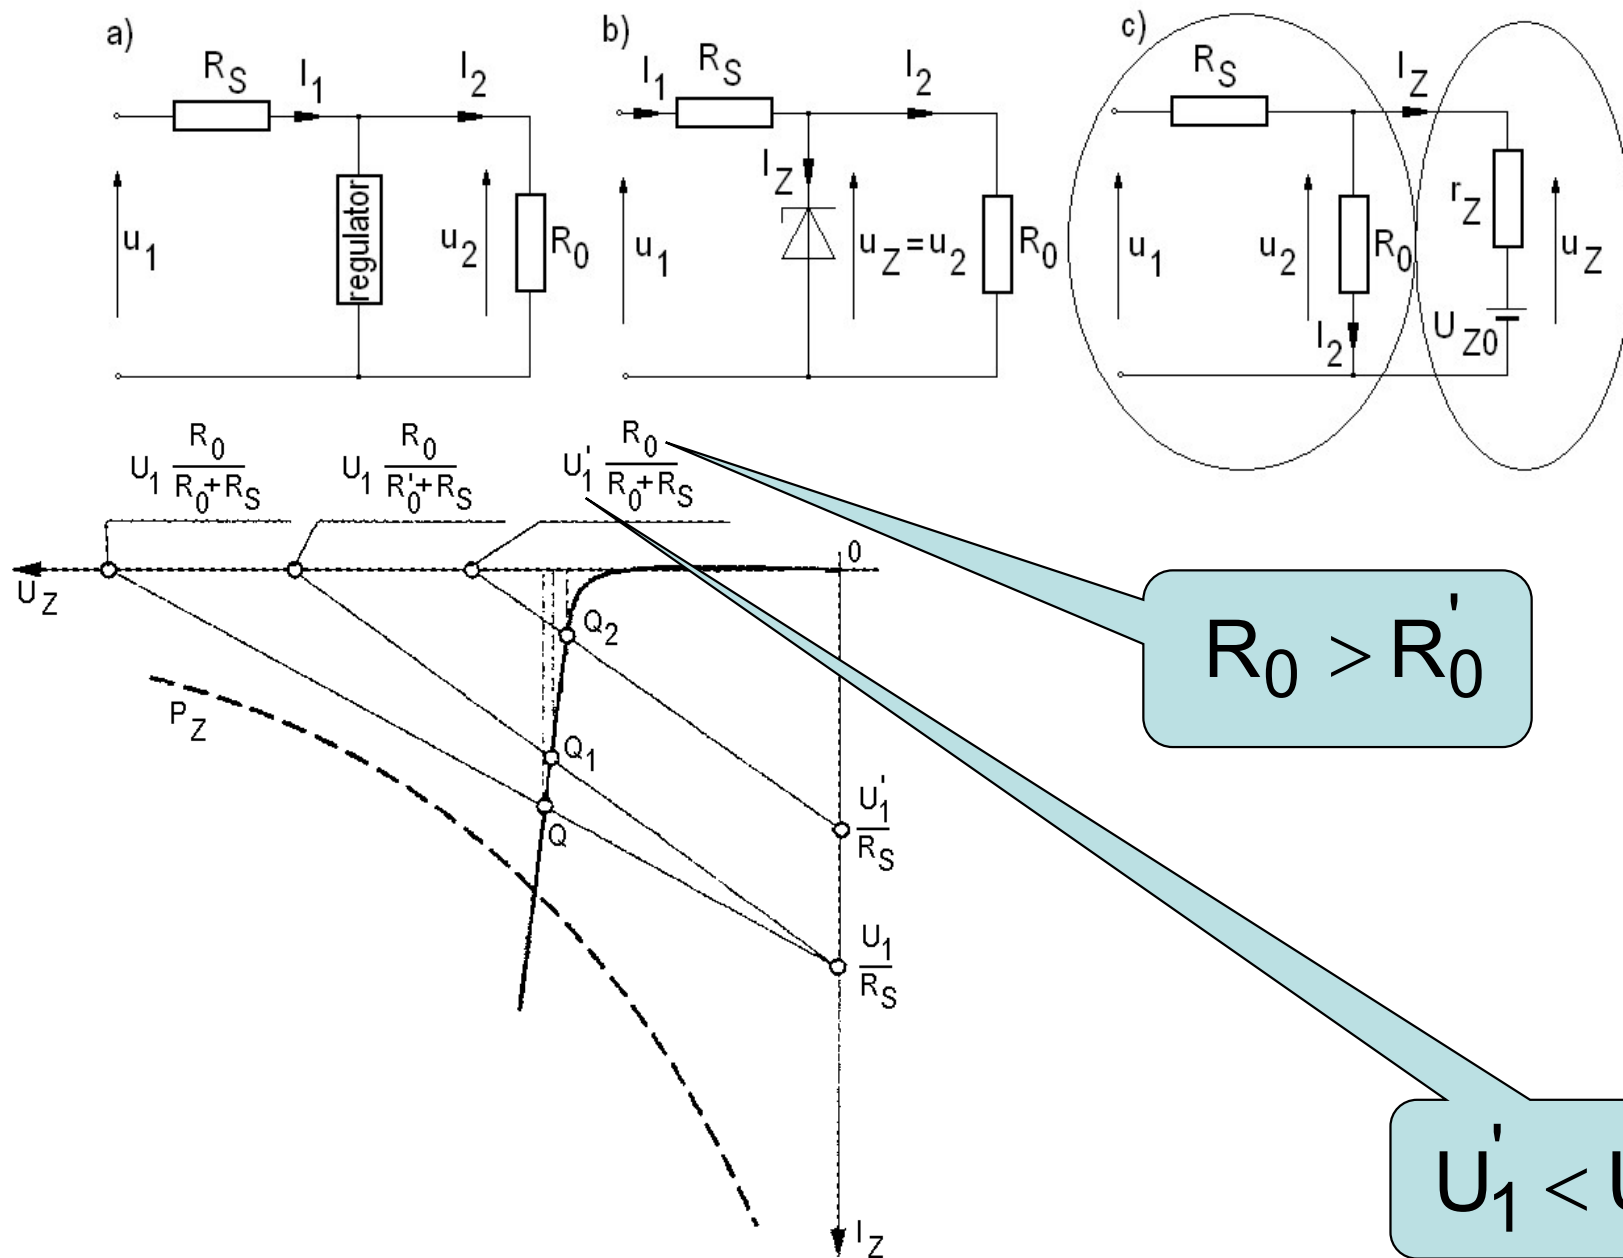 a)
R_S I_1 I_2
u_1 regulator u_2 R_0
b)
I_1 R_S I_2
I_Z
u_1 u_Z = u_2 R_0
c)
R_S I_Z
r_Z
u_1 u_2 R_0 u_Z
I_2 U_Z0
U_1 R_0 / R_0+R_S
U_1 R_0 / R_0'+R_S
U_1' R_0 / R_0+R_S
0
U_Z
Q_2
R_0 > R_0'
P_Z
Q_1
Q
U_1' / R_S
U_1 / R_S
U_1' <
I_Z